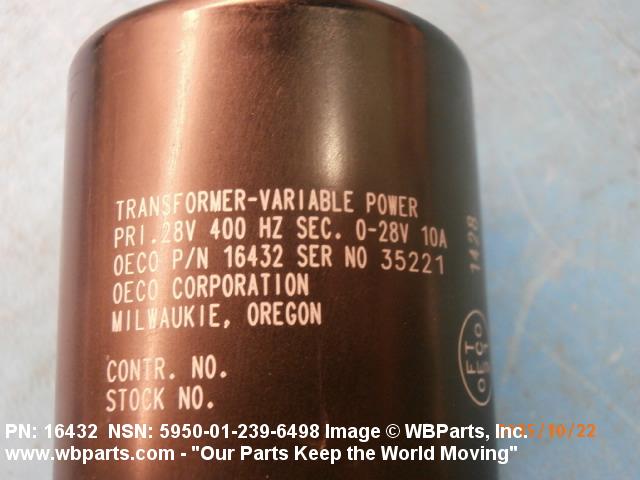 TRANSFORMER-VARIABLE POWER
PRI.28V 400 HZ SEC. 0-28V 10A
OECO P/N 16432 SER NO 35221
OECO CORPORATION
MILWAUKIE, OREGON
CONTR. NO.
STOCK NO.
1428
ET
OECO
PN: 16432 NSN: 5950-01-239-6498 Image © WBParts, Inc.
www.wbparts.com - "Our Parts Keep the World Moving"